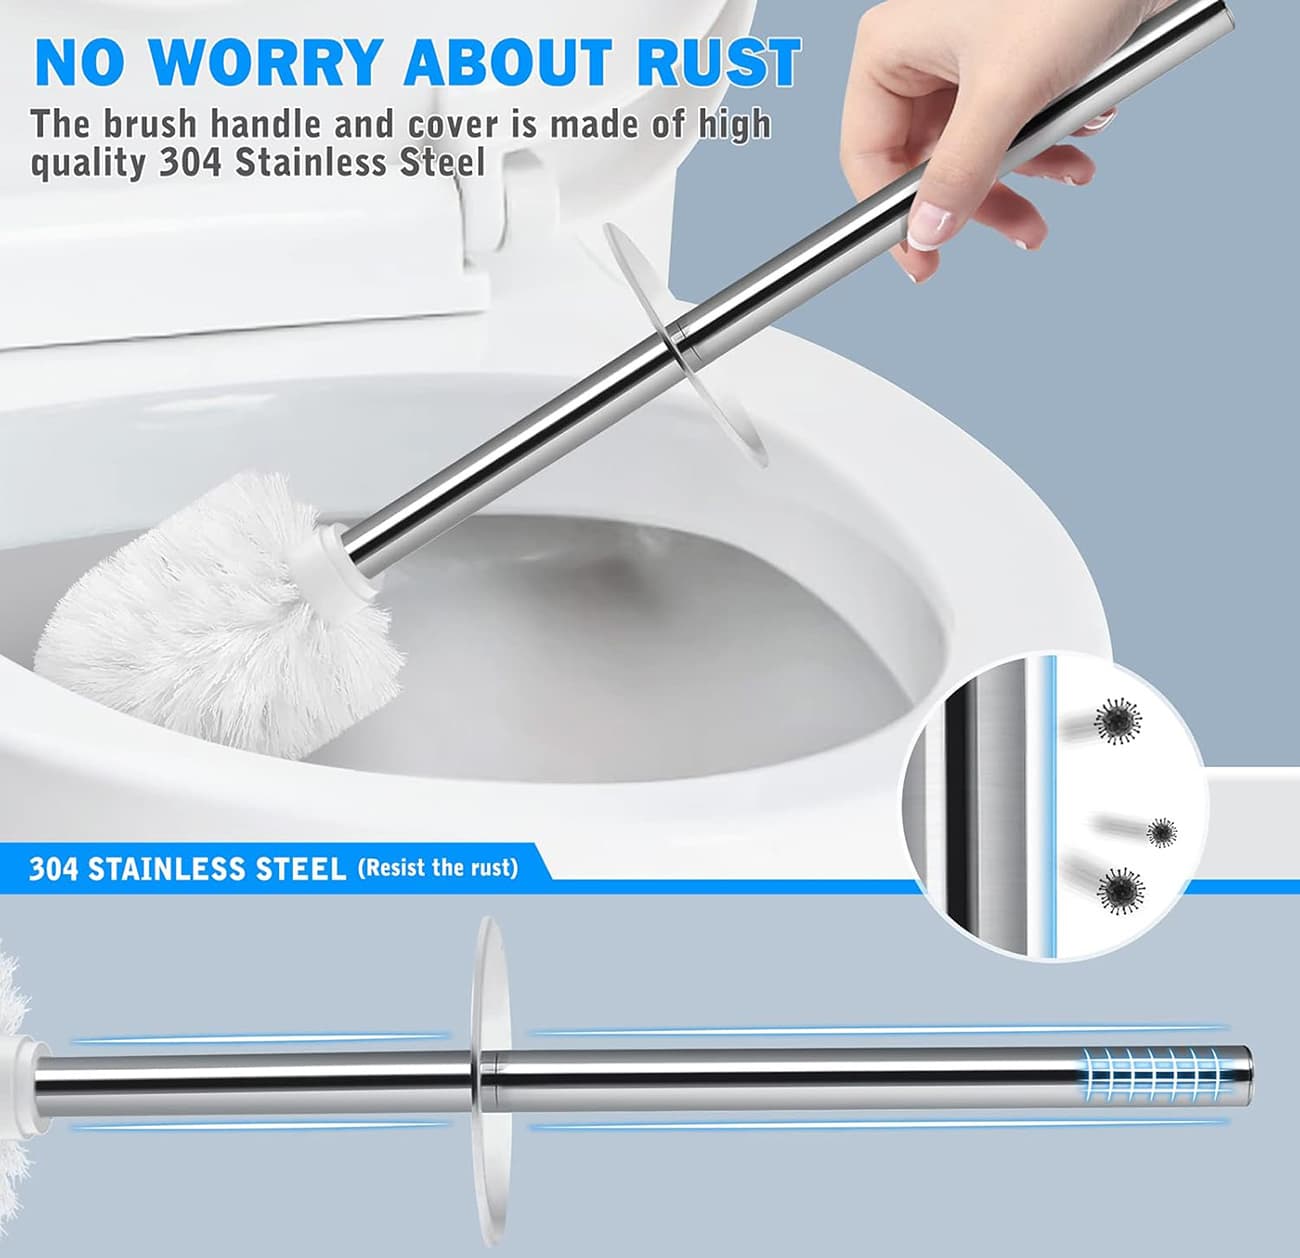 NO WORRY ABOUT RUST
The brush handle and cover is made of high
quality 304 Stainless Steel
304 STAINLESS STEEL (Resist the rust)